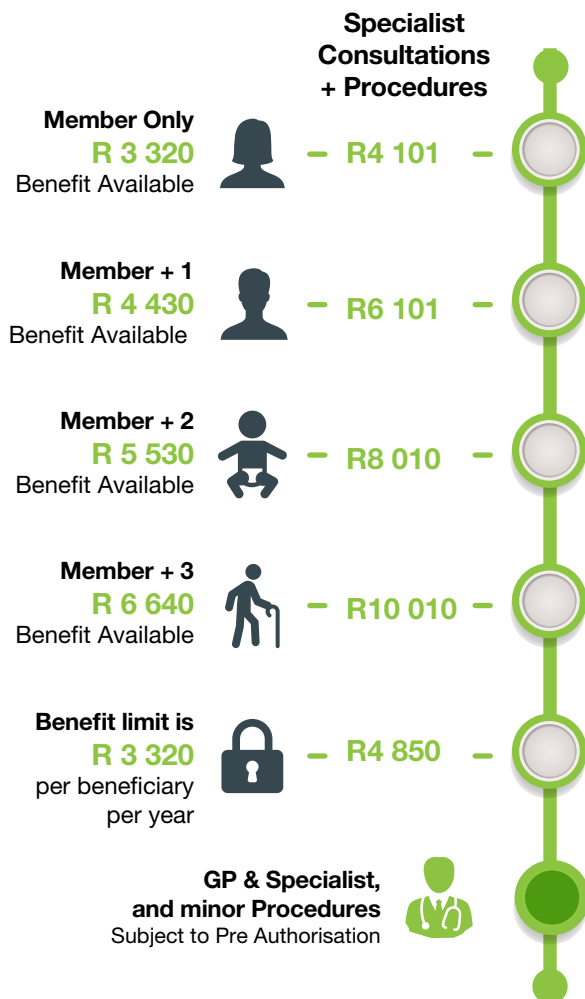 Specialist
Consultations
+ Procedures
Member Only
R 3 320
Benefit Available
– R4 101 –
Member + 1
R 4 430
Benefit Available
– R6 101 –
Member + 2
R 5 530
Benefit Available
– R8 010 –
Member + 3
R 6 640
Benefit Available
– R10 010 –
Benefit limit is
R 3 320
per beneficiary
per year
– R4 850 –
GP & Specialist,
and minor Procedures
Subject to Pre Authorisation